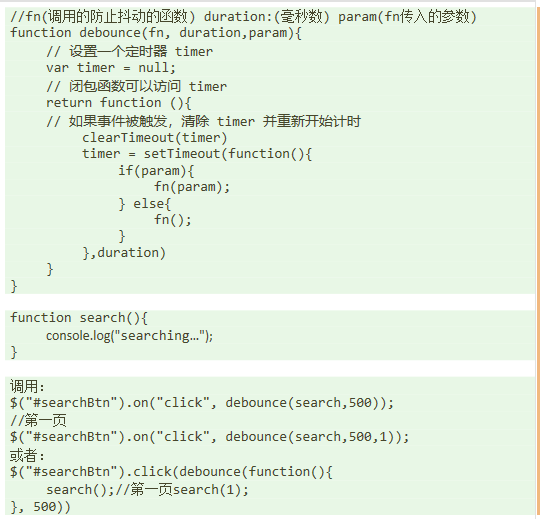 //fn(调用的防止抖动的函数) duration:(毫秒数) param(fn传入的参数)
function debounce(fn, duration,param){
// 设置一个定时器 timer
var timer = null;
// 闭包函数可以访问 timer
return function (){
// 如果事件被触发，清除 timer 并重新开始计时
clearTimeout(timer)
timer = setTimeout(function(){
if(param){
fn(param);
} else{
fn();
}
},duration)
}
}
function search(){
console.log("searching...");
}
调用：
$("#searchBtn").on("click", debounce(search,500));
//第一页
$("#searchBtn").on("click", debounce(search,500,1));
或者：
$("#searchBtn").click(debounce(function(){
search();//第一页search(1);
}, 500))